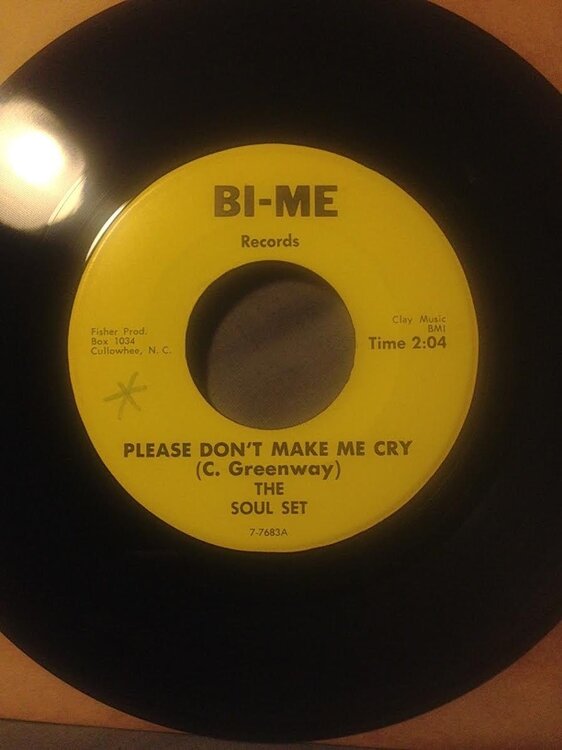 BI-ME
Records
Fisher Prod.
Box 1034
Cullowhee, N. C.
Clay Music
BMI
Time 2:04
PLEASE DON'T MAKE ME CRY
(C. Greenway)
THE
SOUL SET
7-7683A